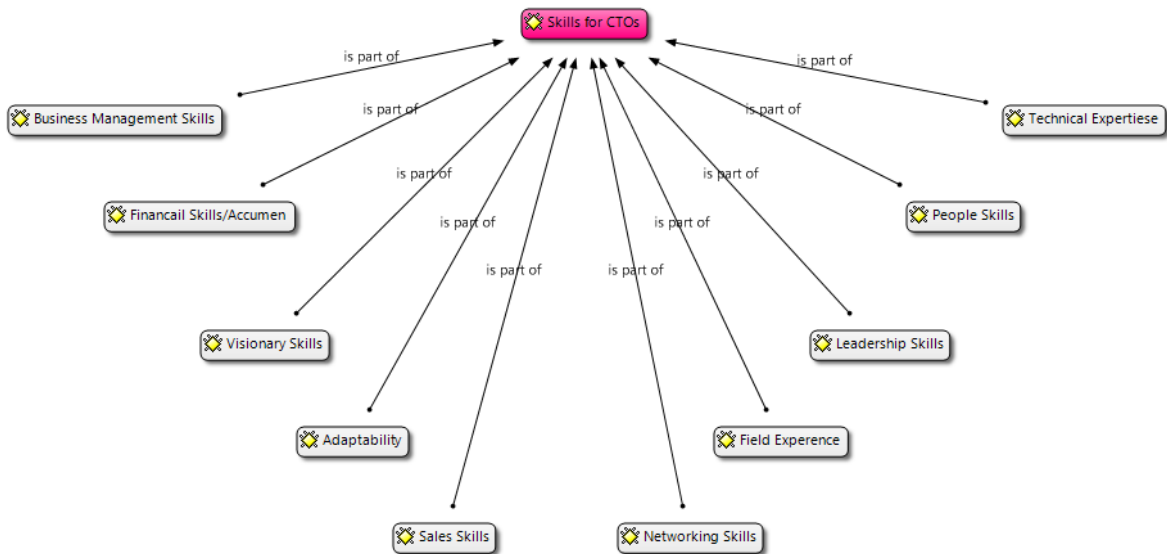 Skills for CTOs
is part of
is part of
Business Management Skills
is part of
is part of
Technical Expertiese
is part of
is part of
Financail Skills/Accumen
People Skills
is part of
is part of
is part of
is part of
Visionary Skills
Leadership Skills
Adaptability
Field Experence
Sales Skills
Networking Skills